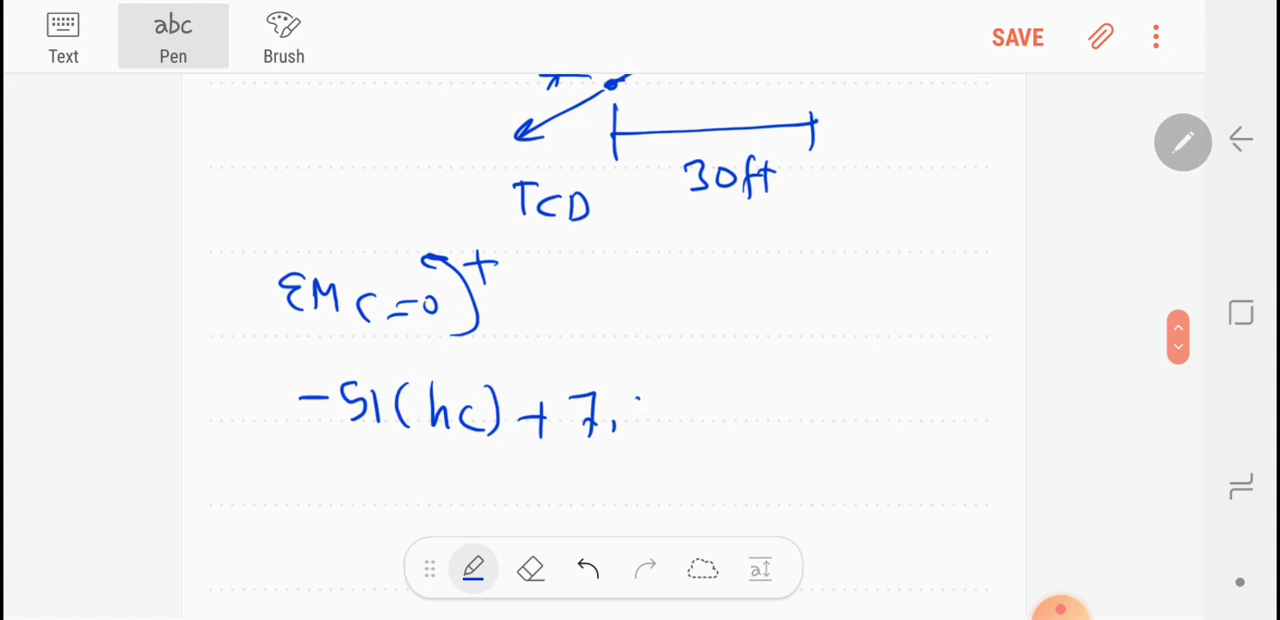 Text abc Pen Brush SAVE
30ft
TCD
ΣMc=0 +
-51(hc) + 7.
a